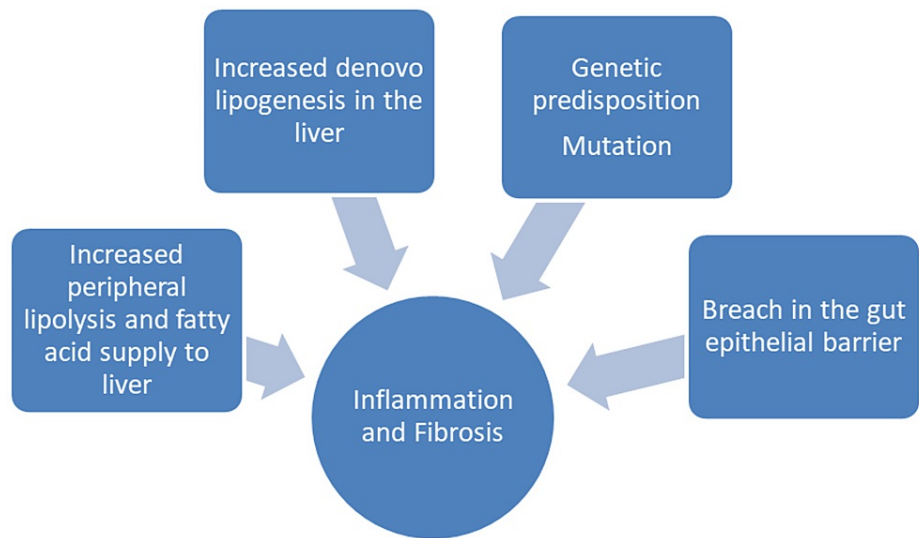 Increased denovo
lipogenesis in the
liver
Genetic
predisposition
Mutation
Increased
peripheral
lipolysis and fatty
acid supply to
liver
Breach in the gut
epithelial barrier
Inflammation
and Fibrosis